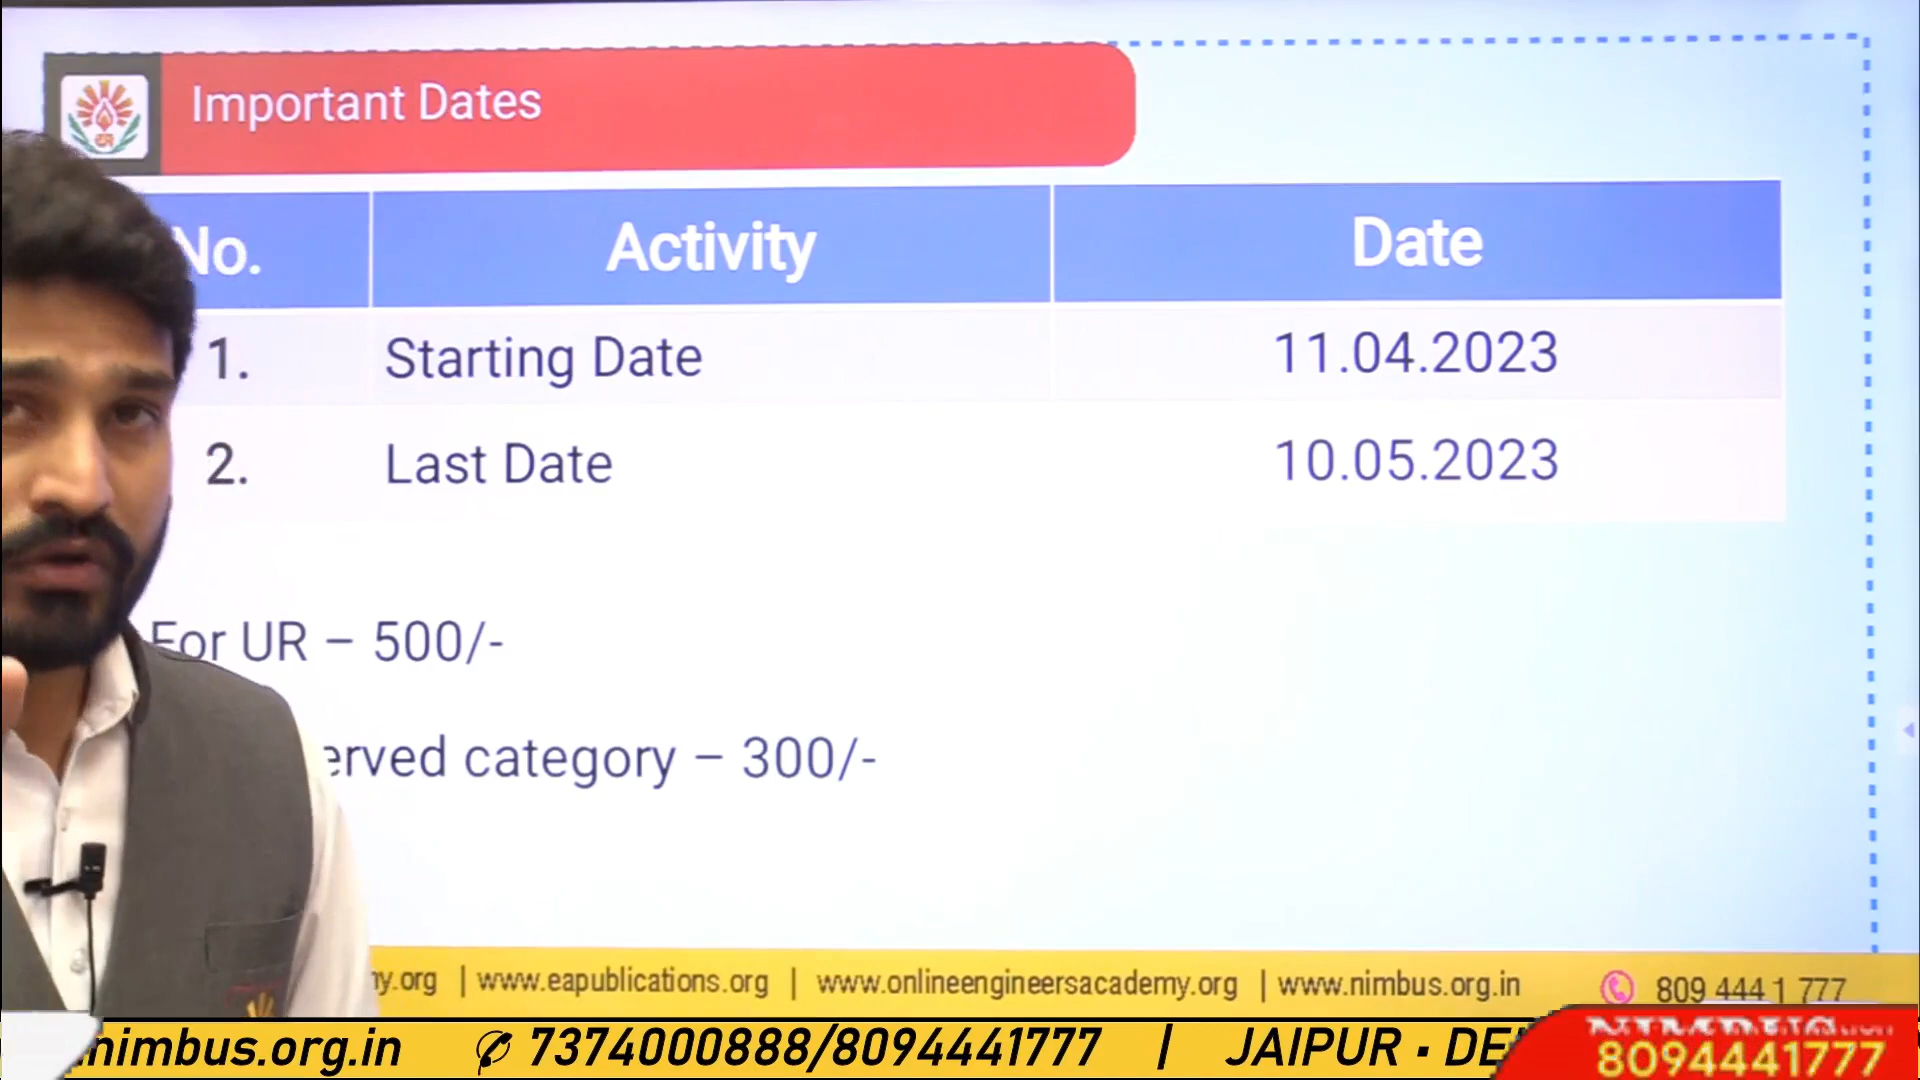 Important Dates
No. Activity Date
1. Starting Date 11.04.2023
2. Last Date 10.05.2023
For UR – 500/-
erved category – 300/-
y.org | www.eapublications.org | www.onlineengineersacademy.org | www.nimbus.org.in 809 444 1 777
nimbus.org.in 7374000888/8094441777 | JAIPUR • DE
NIMBUS
8094441777